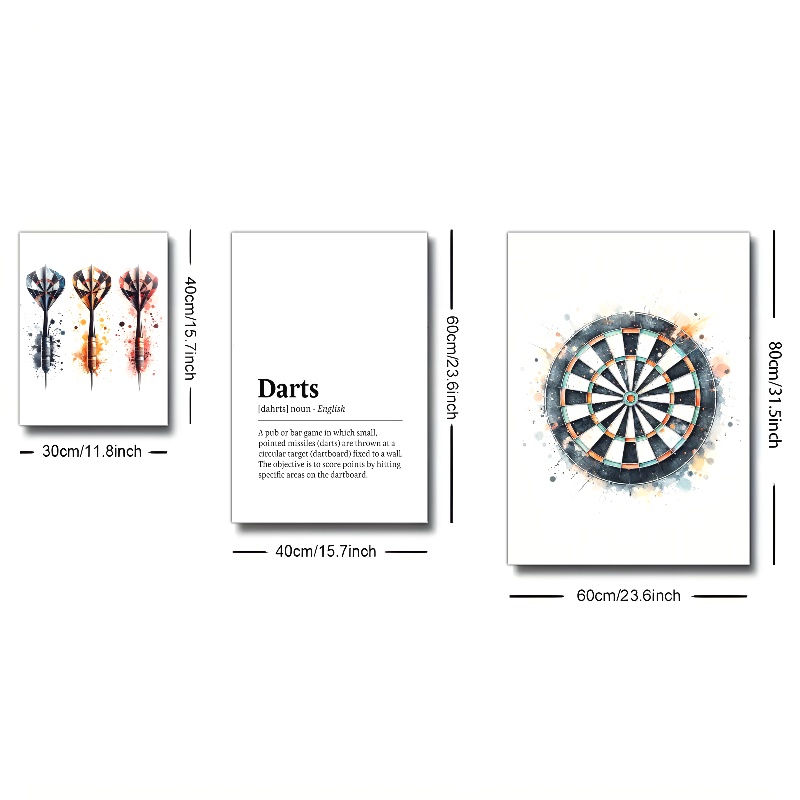 40cm/15.7inch
30cm/11.8inch
Darts
[dahrts] noun - English
A pub or bar game in which small,
pointed missiles (darts) are thrown at a
circular target (dartboard) fixed to a wall.
The objective is to score points by hitting
specific areas on the dartboard.
60cm/23.6inch
40cm/15.7inch
80cm/31.5inch
60cm/23.6inch